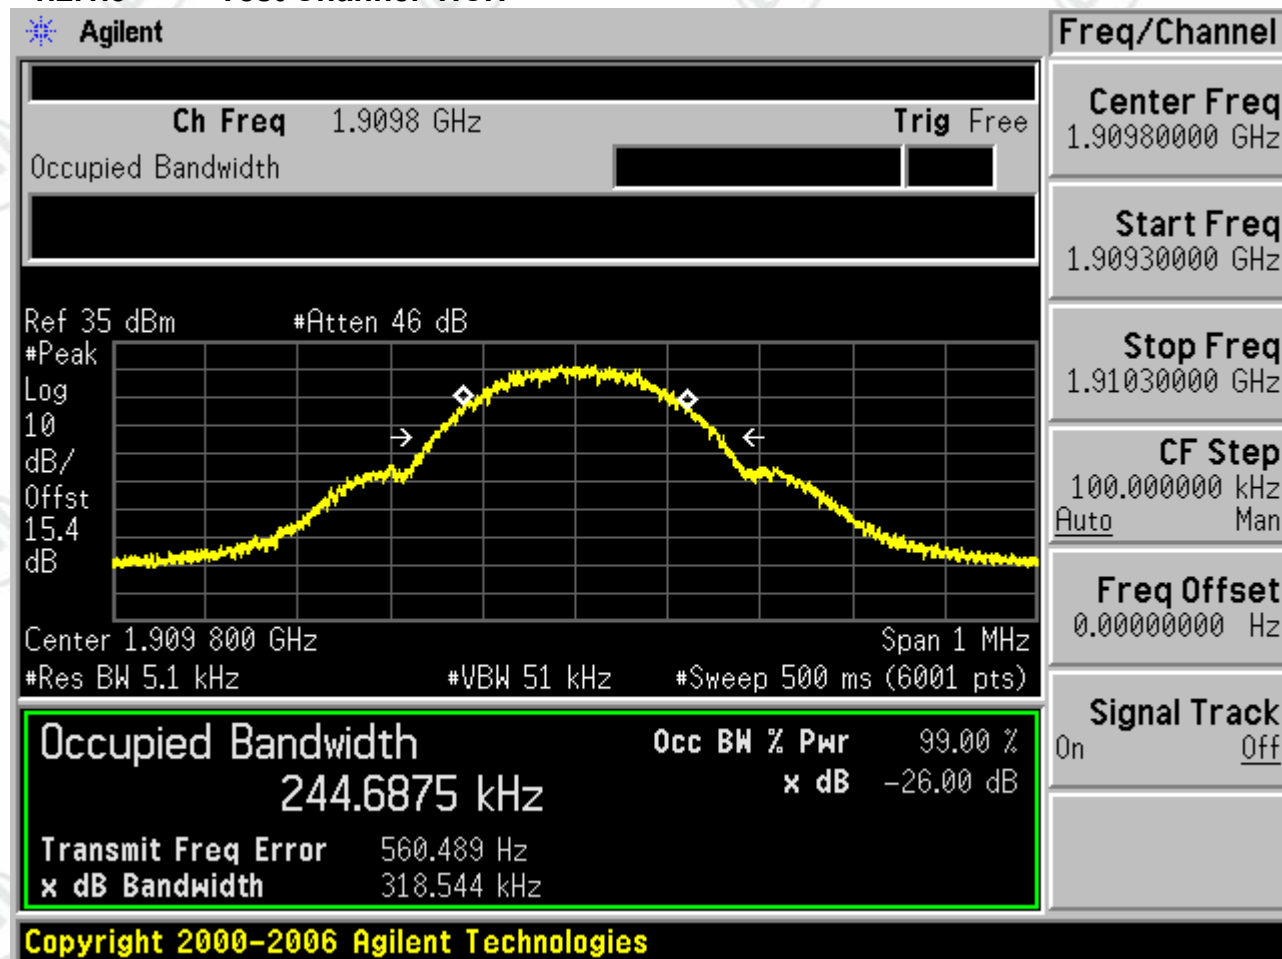 Agilent
Freq/Channel
Ch Freq 1.9098 GHz Trig Free
Occupied Bandwidth
Center Freq
1.90980000 GHz
Start Freq
1.90930000 GHz
Stop Freq
1.91030000 GHz
CF Step
100.000000 kHz
Auto Man
Freq Offset
0.00000000 Hz
Signal Track
On Off
Ref 35 dBm #Atten 46 dB
#Peak
Log
10
dB/
Offst
15.4
dB
Center 1.909 800 GHz Span 1 MHz
#Res BW 5.1 kHz #VBW 51 kHz #Sweep 500 ms (6001 pts)
Occupied Bandwidth
244.6875 kHz
Occ BW % Pwr 99.00 %
x dB -26.00 dB
Transmit Freq Error 560.489 Hz
x dB Bandwidth 318.544 kHz
Copyright 2000-2006 Agilent Technologies